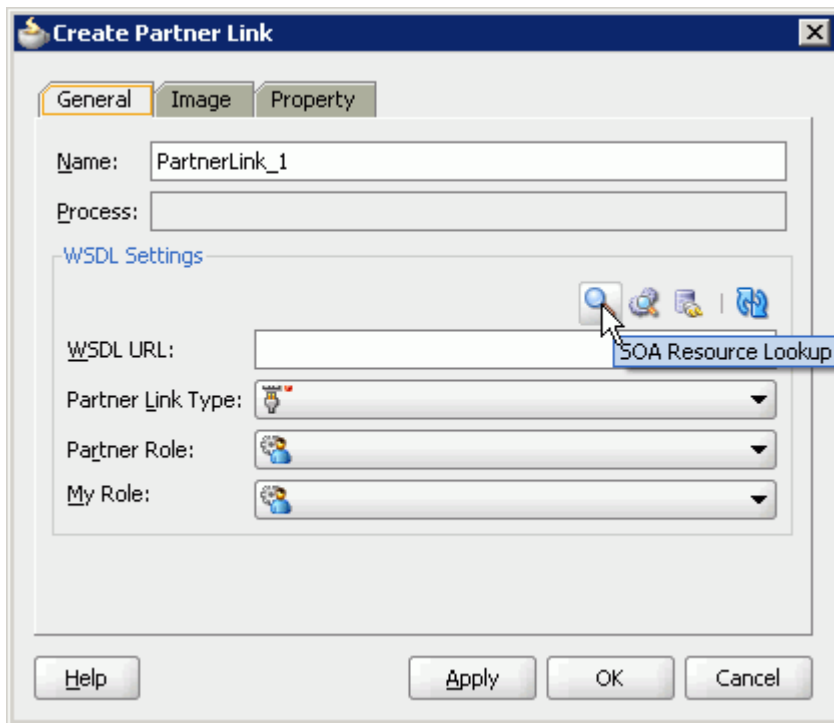 Create Partner Link
General Image Property
Name: PartnerLink_1
Process:
WSDL Settings
SOA Resource Lookup
WSDL URL:
Partner Link Type:
Partner Role:
My Role:
Help Apply OK Cancel